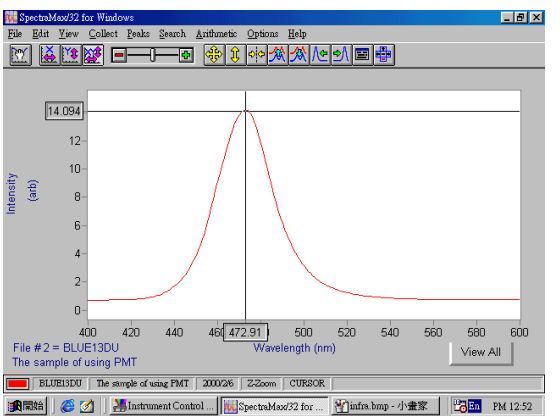 SpectraMax/32 for Windows
File Edit View Collect Peaks Search Arithmetic Options Help
14.094
12
10
8
6
4
2
0
Intensity
(arb)
400 420 440 46 472.91 500 520 540 560 580 600
Wavelength (nm)
File # 2 = BLUE13DU
The sample of using PMT
View All
BLUE13DU The sample of using PMT 2000/2/6 Z-Zoom CURSOR
開始 Instrument Control ... SpectraMax/32 for ... infra.bmp - 小畫家 En PM 12:52